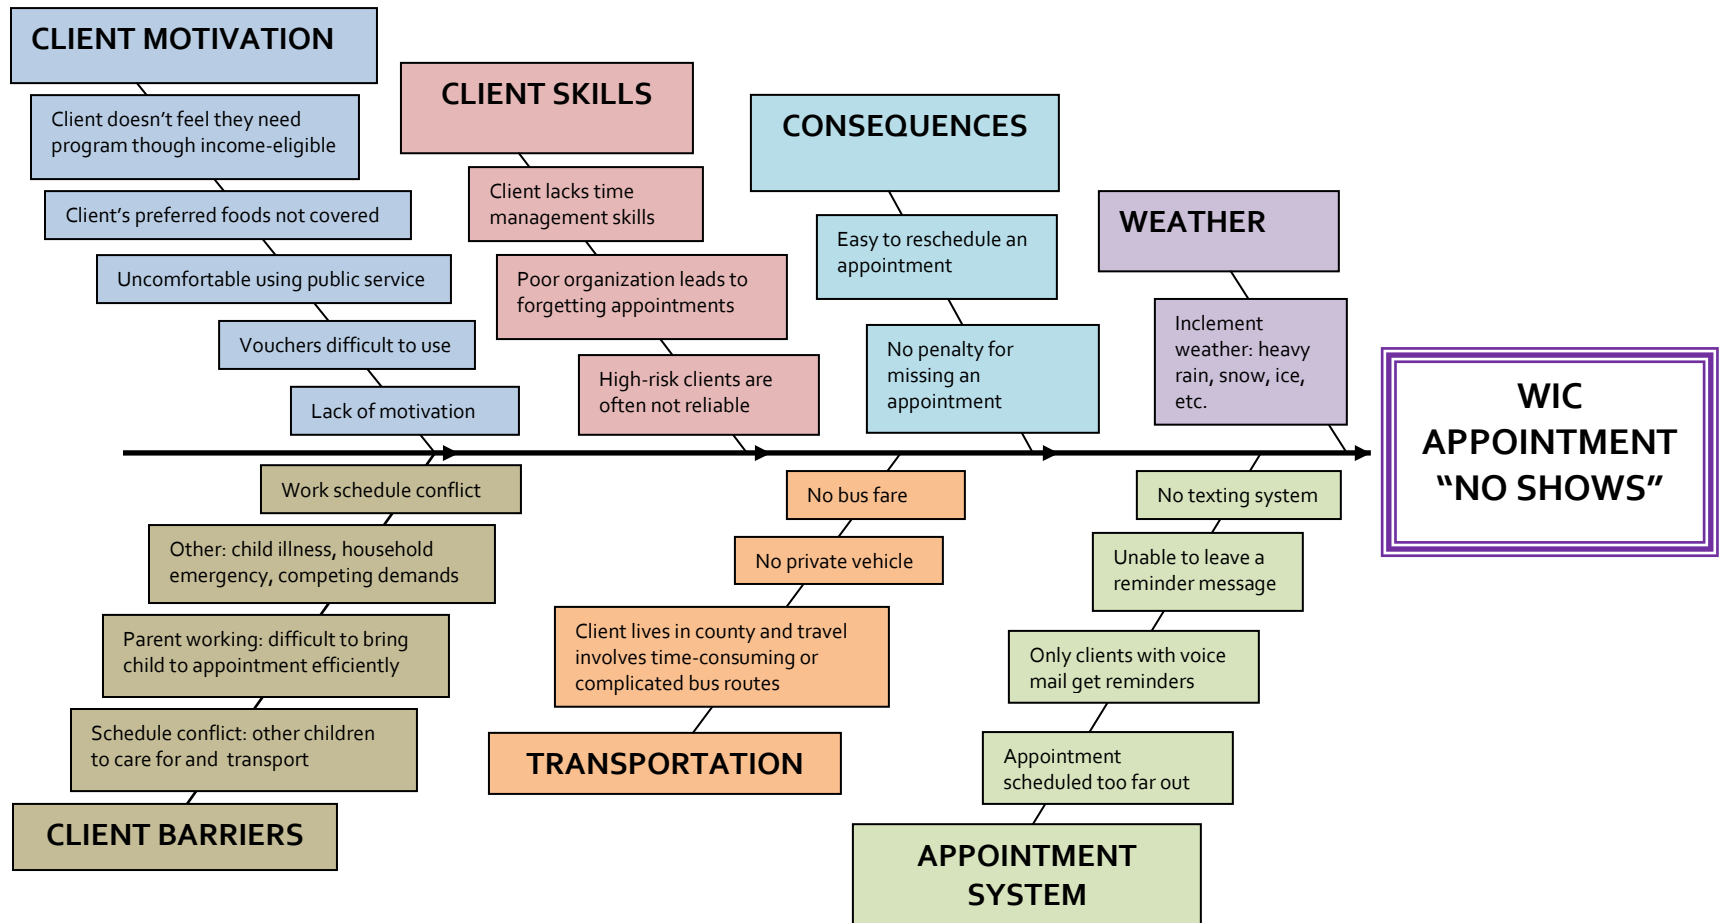 CLIENT MOTIVATION
Client doesn’t feel they need
program though income-eligible
Client’s preferred foods not covered
Uncomfortable using public service
Vouchers difficult to use
Lack of motivation
CLIENT SKILLS
Client lacks time
management skills
Poor organization leads to
forgetting appointments
High-risk clients are
often not reliable
CONSEQUENCES
Easy to reschedule an
appointment
No penalty for
missing an
appointment
WEATHER
Inclement
weather: heavy
rain, snow, ice,
etc.
WIC
APPOINTMENT
“NO SHOWS”
Work schedule conflict
Other: child illness, household
emergency, competing demands
Parent working: difficult to bring
child to appointment efficiently
Schedule conflict: other children
to care for and  transport
CLIENT BARRIERS
No bus fare
No private vehicle
Client lives in county and travel
involves time-consuming or
complicated bus routes
TRANSPORTATION
No texting system
Unable to leave a
reminder message
Only clients with voice
mail get reminders
Appointment
scheduled too far out
APPOINTMENT
SYSTEM